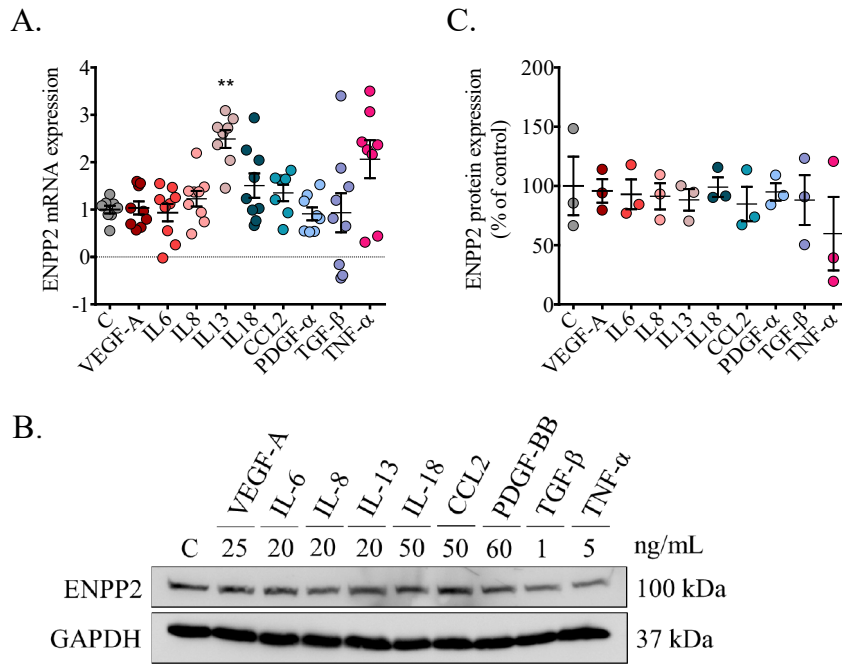 A.
ENPP2 mRNA expression
4
3
2
1
0
-1
**
C
VEGF-A
IL6
IL8
IL13
IL18
CCL2
PDGF-α
TGF-β
TNF-α
C.
ENPP2 protein expression
(% of control)
200
150
100
50
0
C
VEGF-A
IL6
IL8
IL13
IL18
CCL2
PDGF-α
TGF-β
TNF-α
B.
VEGF-A IL-6 IL-8 IL-13 IL-18 CCL2 PDGF-BB TGF-β TNF-α
C 25 20 20 20 50 50 60 1 5 ng/mL
ENPP2 100 kDa
GAPDH 37 kDa